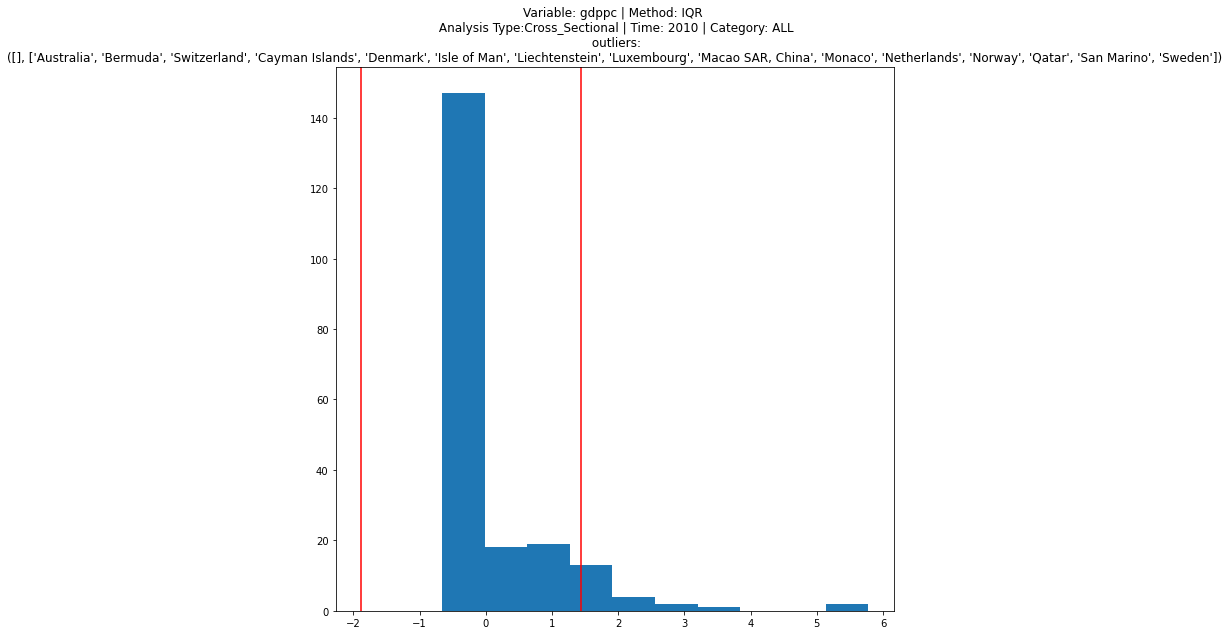 Variable: gdppc | Method: IQR
Analysis Type:Cross_Sectional | Time: 2010 | Category: ALL
outliers:
([], ['Australia', 'Bermuda', 'Switzerland', 'Cayman Islands', 'Denmark', 'Isle of Man', 'Liechtenstein', 'Luxembourg', 'Macao SAR, China', 'Monaco', 'Netherlands', 'Norway', 'Qatar', 'San Marino', 'Sweden'])
140
120
100
80
60
40
20
0
−2 −1 0 1 2 3 4 5 6